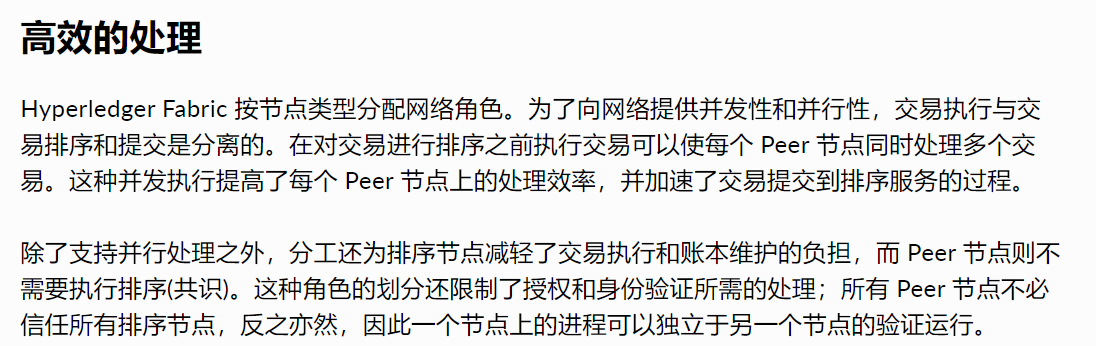 高效的处理
Hyperledger Fabric 按节点类型分配网络角色。为了向网络提供并发性和并行性，交易执行与交
易排序和提交是分离的。在对交易进行排序之前执行交易可以使每个 Peer 节点同时处理多个交
易。这种并发执行提高了每个 Peer 节点上的处理效率，并加速了交易提交到排序服务的过程。
除了支持并行处理之外，分工还为排序节点减轻了交易执行和账本维护的负担，而 Peer 节点则不
需要执行排序(共识)。这种角色的划分还限制了授权和身份验证所需的处理；所有 Peer 节点不必
信任所有排序节点，反之亦然，因此一个节点上的进程可以独立于另一个节点的验证运行。